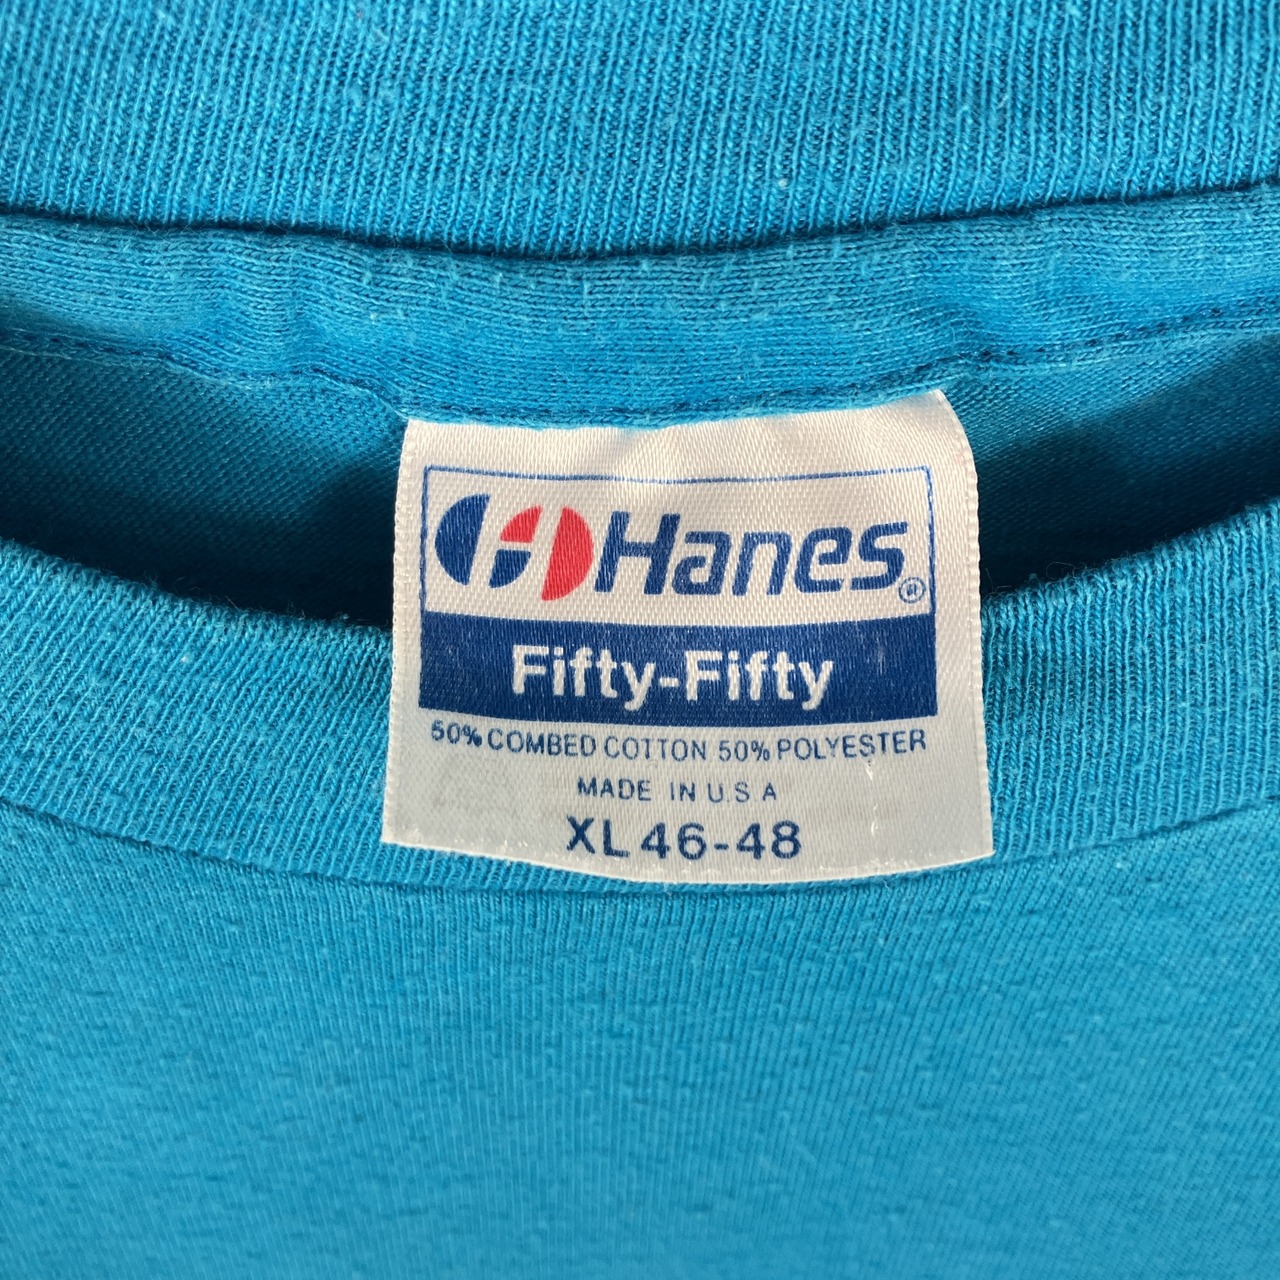 Hanes®
Fifty-Fifty
50% COMBED COTTON 50% POLYESTER
MADE IN U.S A
XL 46-48